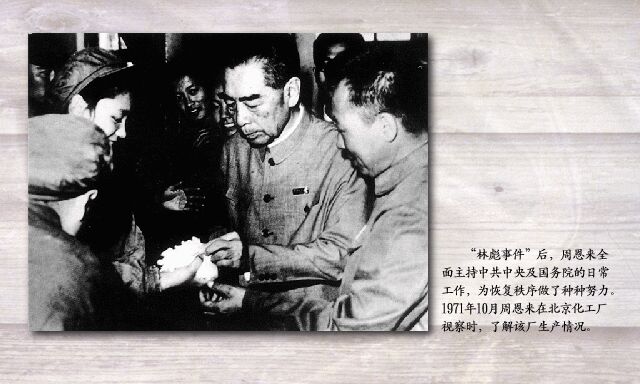 “林彪事件”后，周恩来全
面主持中共中央及国务院的日常
工作，为恢复秩序做了种种努力。
1971年10月周恩来在北京化工厂
视察时，了解该厂生产情况。